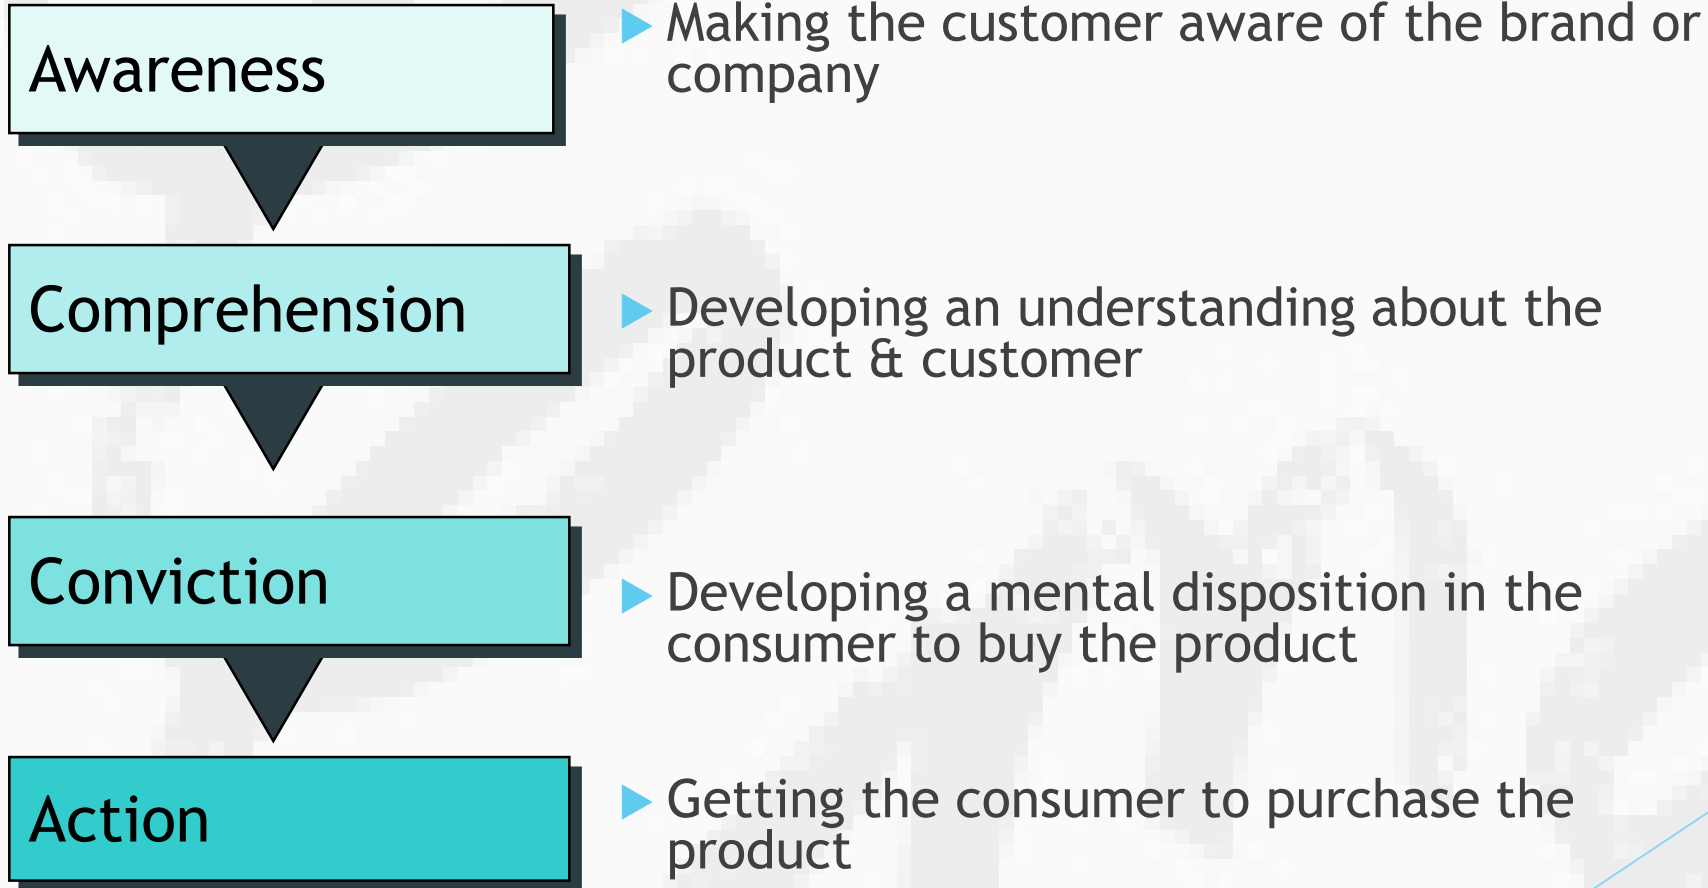 Awareness
Making the customer aware of the brand or
company
Comprehension
Developing an understanding about the
product & customer
Conviction
Developing a mental disposition in the
consumer to buy the product
Action
Getting the consumer to purchase the
product